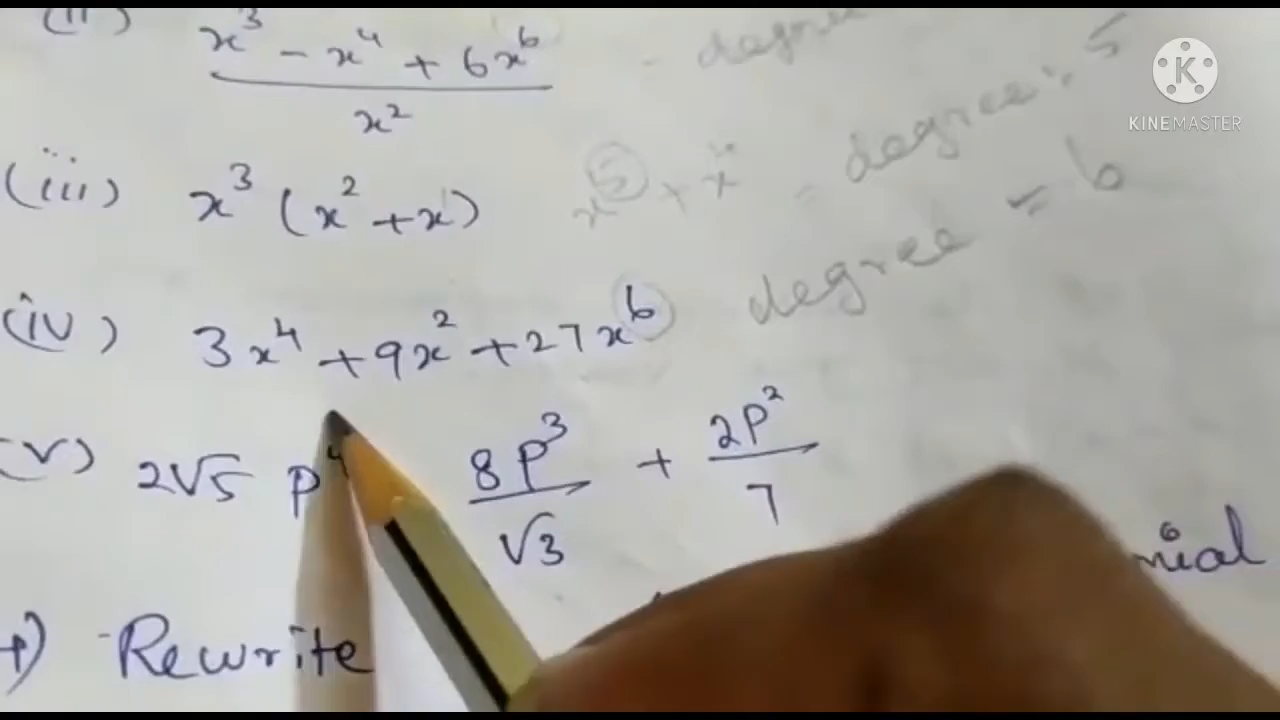 (ii) x³ - x⁴ + 6x⁶ / x² - degree
(iii) x³ (x² + x) x⁵ + x⁴ - degree: 5
(iv) 3x⁴ + 9x² + 27x⁶ degree = 6
(v) 2√5 p⁴ 8p³/√3 + 2p²/7
Rewrite
KINEMASTER